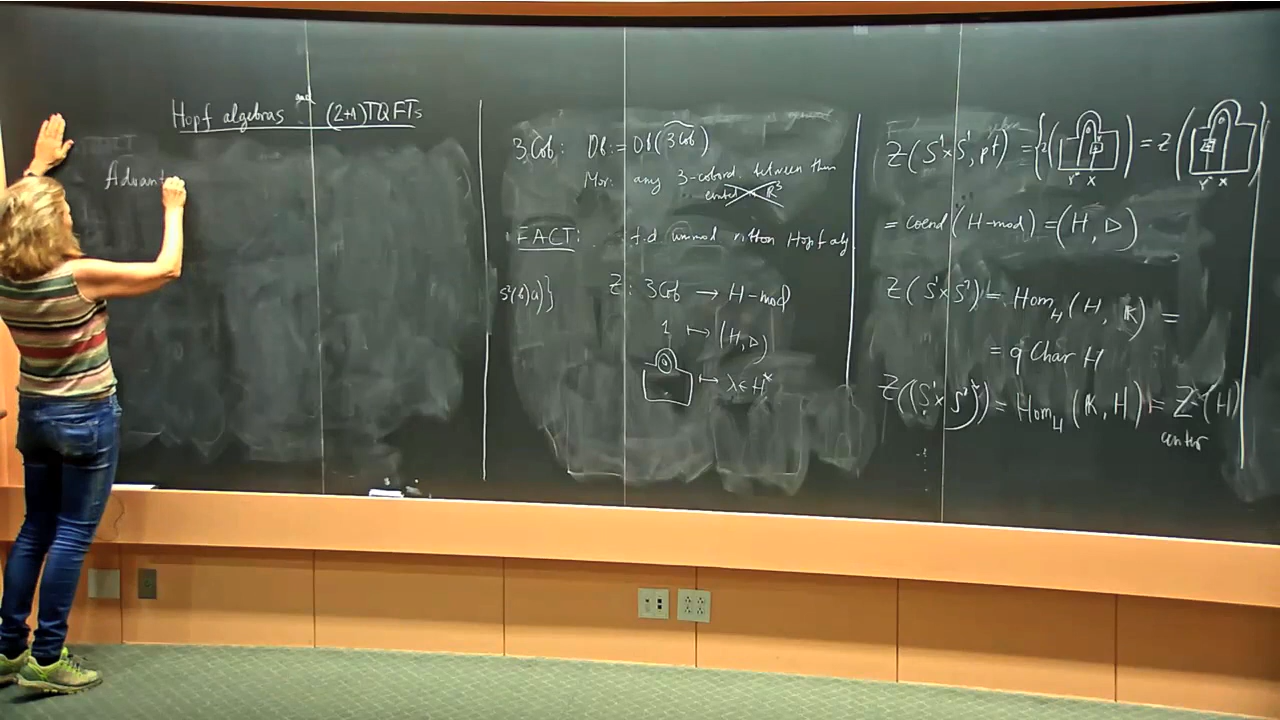 Hopf algebras and (2+1)TQFTs
Advant
3Cob: Ob := Ob(3Cob)
Mor: any 3-cobord. between them
FACT: f.d. unimod ribbon Hopf alg
S²(b)a)}
Z: 3Cob → H-mod
1 ↦ (H, ▷)
↦ λ ∈ H*
Z(S¹×S¹, pt) = = Z
Y* X
Y* X
= coend (H-mod) = (H, ▷)
Z(S¹×S¹) = Hom_H (H, 𝕜) =
= q Char H
Z((S¹×S¹)*) = Hom_H (𝕜, H) = Z(H)
center